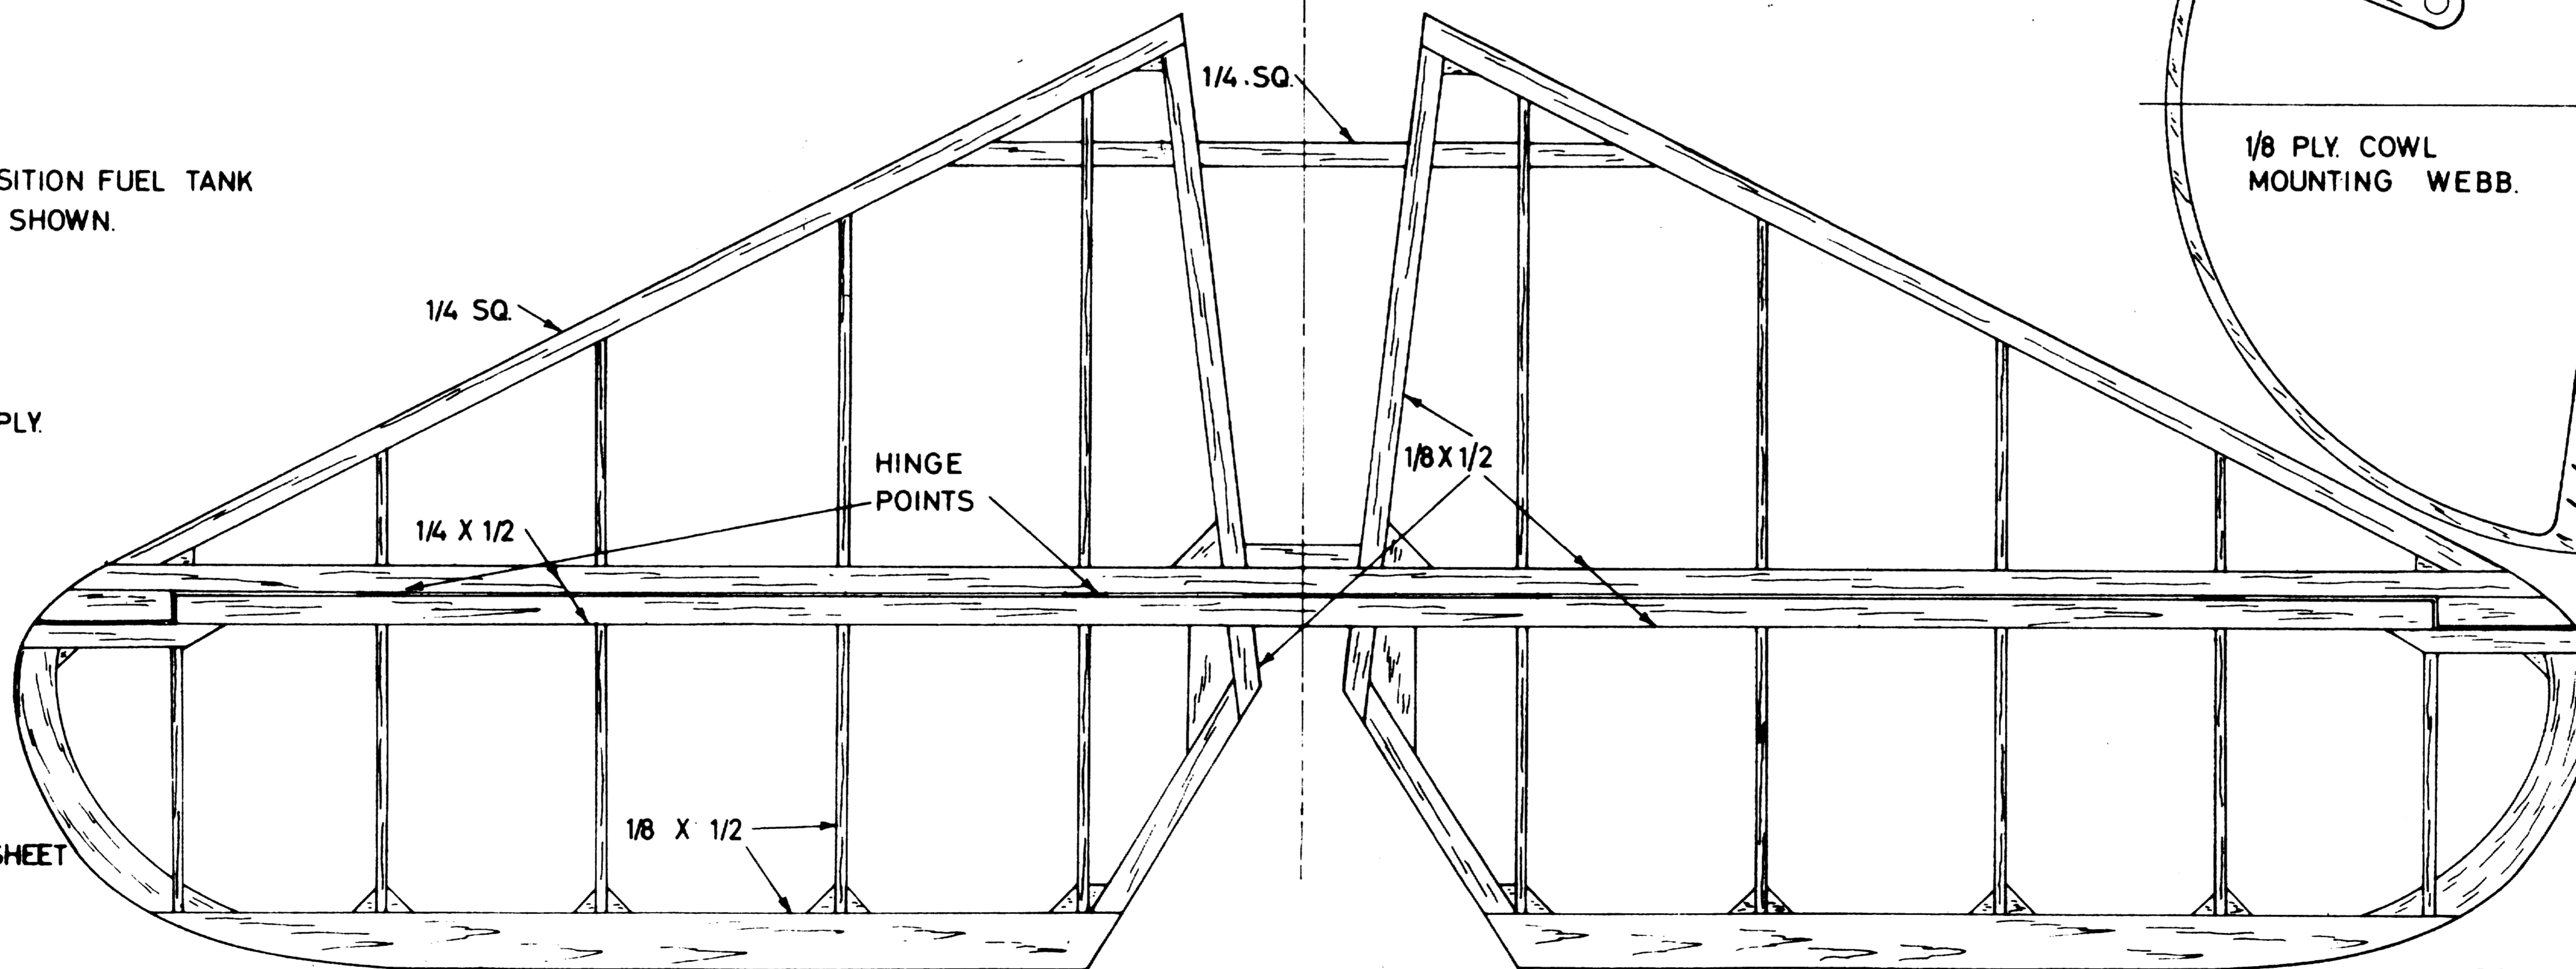 1/4 SQ.
SITION FUEL TANK
SHOWN.
1/8 PLY. COWL
MOUNTING WEBB.
1/4 SQ.
PLY.
HINGE
POINTS
1/8 X 1/2
1/4 X 1/2
1/8 X 1/2
SHEET